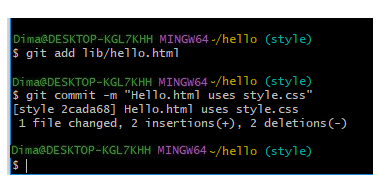 Dima@DESKTOP-KGL7KHH MINGW64 ~/hello (style)
$ git add lib/hello.html
Dima@DESKTOP-KGL7KHH MINGW64 ~/hello (style)
$ git commit -m "Hello.html uses style.css"
[style 2cada68] Hello.html uses style.css
1 file changed, 2 insertions(+), 2 deletions(-)
Dima@DESKTOP-KGL7KHH MINGW64 ~/hello (style)
$